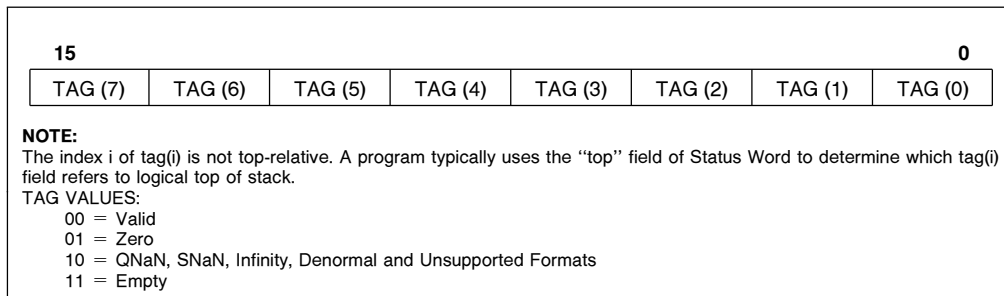 15 0
TAG (7) TAG (6) TAG (5) TAG (4) TAG (3) TAG (2) TAG (1) TAG (0)
NOTE:
The index i of tag(i) is not top-relative. A program typically uses the ‘‘top’’ field of Status Word to determine which tag(i)
field refers to logical top of stack.
TAG VALUES:
00 = Valid
01 = Zero
10 = QNaN, SNaN, Infinity, Denormal and Unsupported Formats
11 = Empty